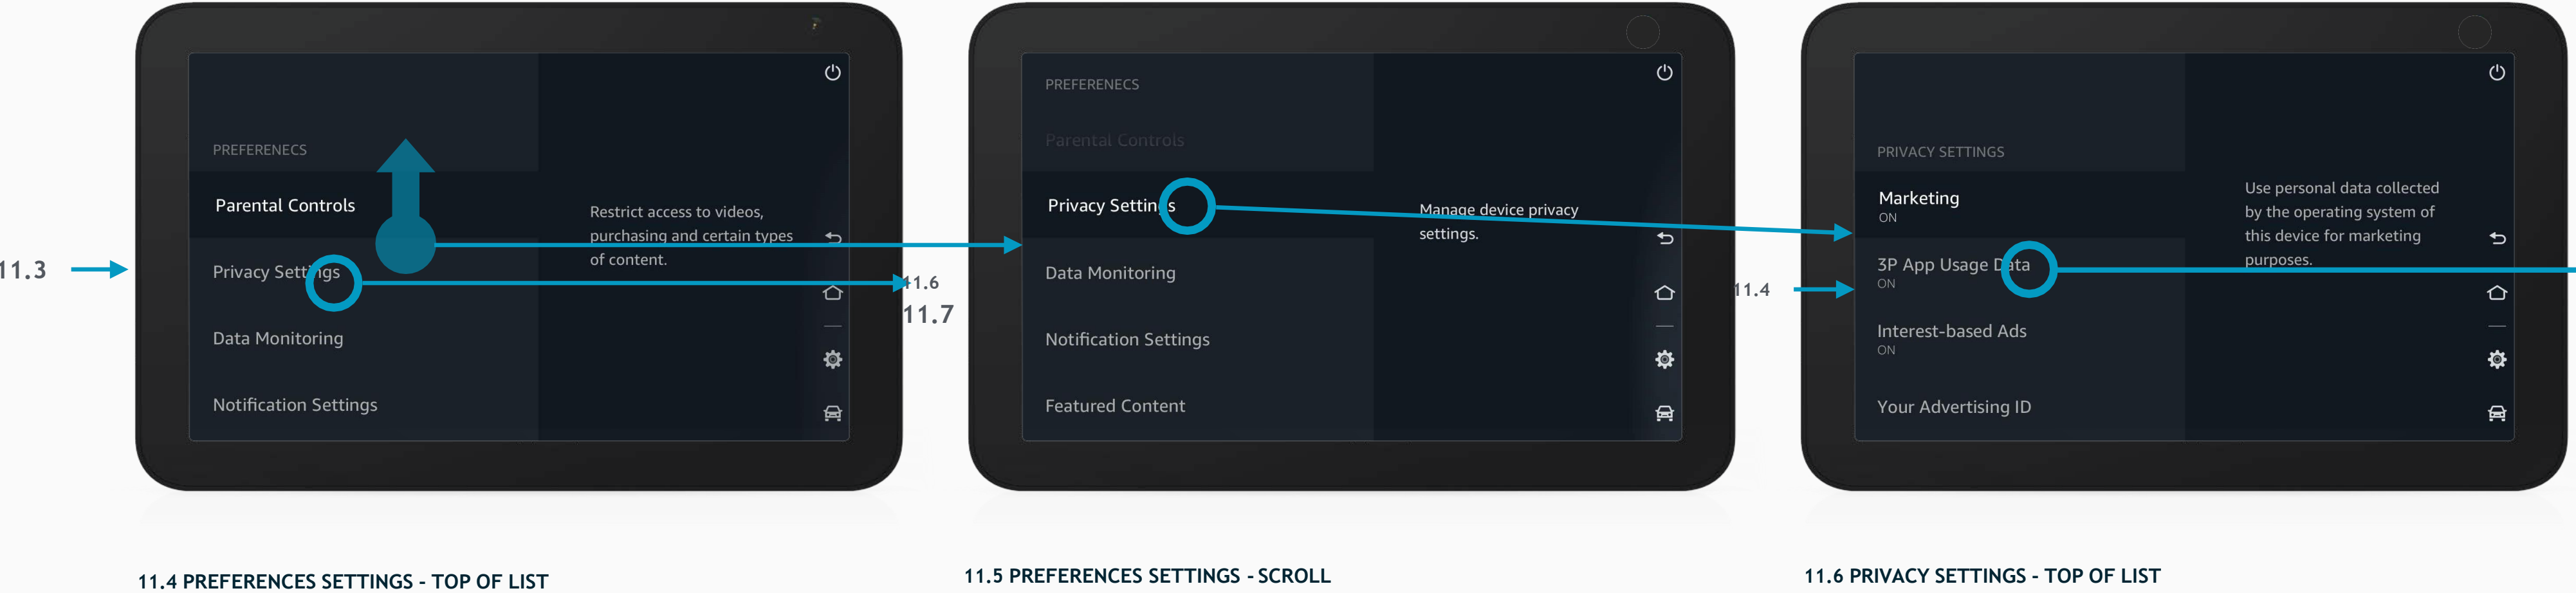 11.3
PREFERENECS
Parental Controls
Privacy Settings
Data Monitoring
Notification Settings
Restrict access to videos,
purchasing and certain types
of content.
11.6
11.7
11.4 PREFERENCES SETTINGS - TOP OF LIST
PREFERENECS
Parental Controls
Privacy Settings
Data Monitoring
Notification Settings
Featured Content
Manage device privacy
settings.
11.5 PREFERENCES SETTINGS - SCROLL
11.4
PRIVACY SETTINGS
Marketing
ON
3P App Usage Data
ON
Interest-based Ads
ON
Your Advertising ID
Use personal data collected
by the operating system of
this device for marketing
purposes.
11.6 PRIVACY SETTINGS - TOP OF LIST